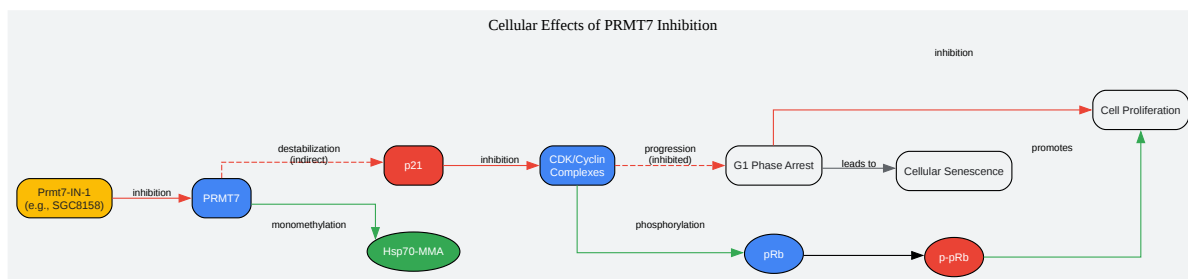 Cellular Effects of PRMT7 Inhibition
inhibition
Cell Proliferation
destabilization
(indirect)
p21
inhibition
CDK/Cyclin
Complexes
progression
(inhibited)
G1 Phase Arrest
leads to
Cellular Senescence
promotes
Prmt7-IN-1
(e.g., SGC8158)
inhibition
PRMT7
monomethylation
Hsp70-MMA
phosphorylation
pRb
p-pRb